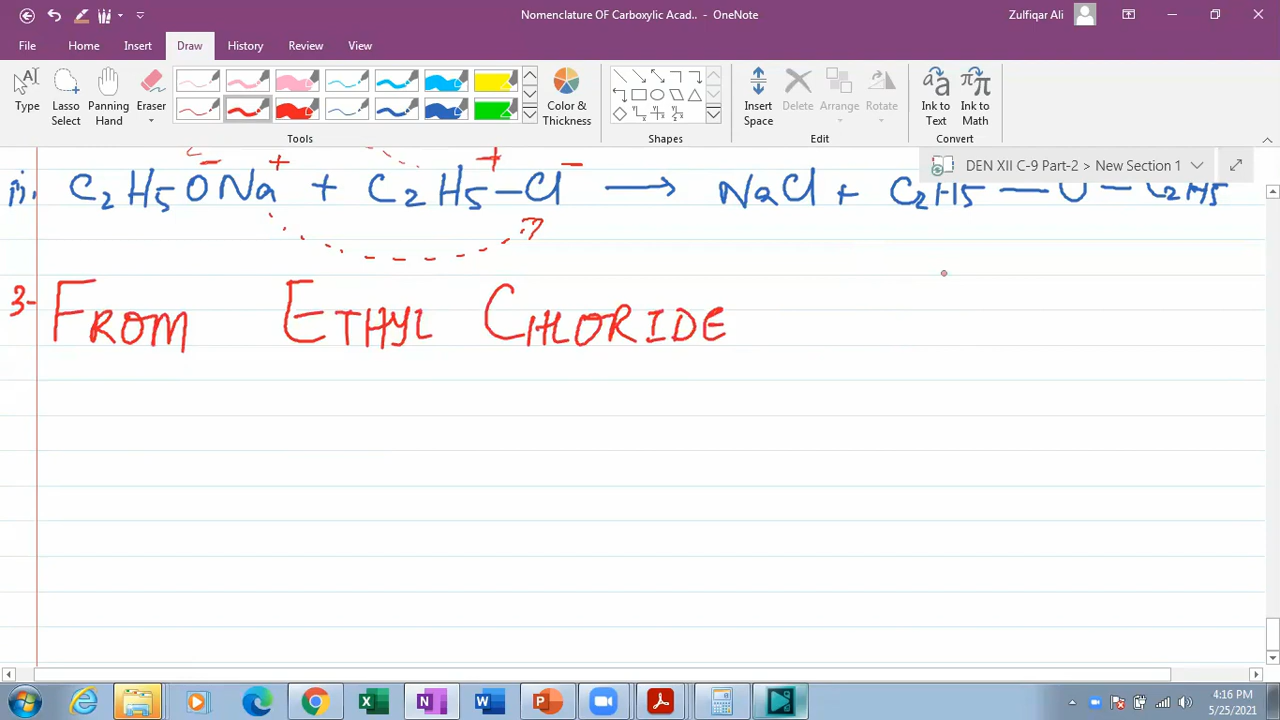 Nomenclature OF Carboxylic Acad.. - OneNote
Zulfiqar Ali
File Home Insert Draw History Review View
Type
Lasso Select
Panning Hand
Eraser
Color & Thickness
Insert Space
Delete
Arrange
Rotate
Ink to Text
Ink to Math
Tools
Shapes
Edit
Convert
DEN XII C-9 Part-2 > New Section 1
C2H5ONa + C2H5–Cl → NaCl + C2H5 — O — C2H5
3- FROM ETHYL CHLORIDE
4:16 PM
5/25/2021